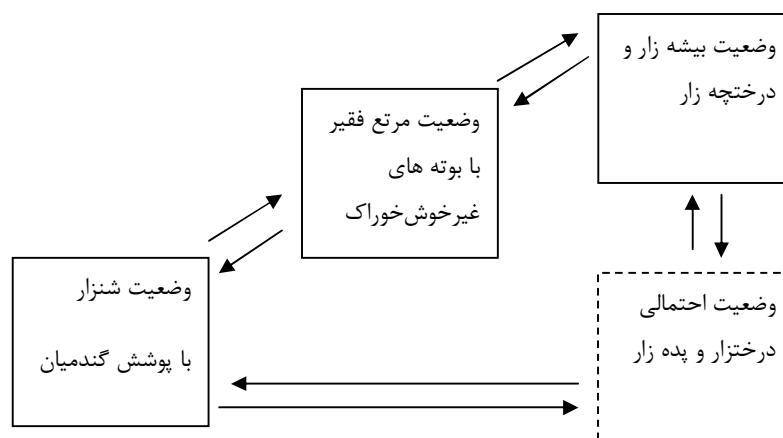 وضعیت بیشه زار و
درختچه زار
وضعیت مرتع فقیر
با بوته های
غیرخوش‌خوراک
وضعیت شنزار
با پوشش گندمیان
وضعیت احتمالی
درختزار و پده زار